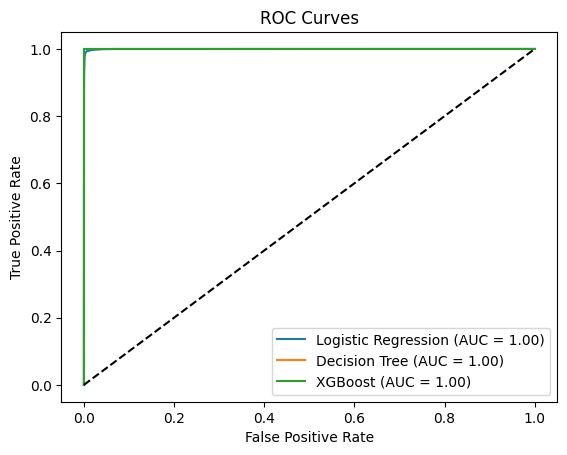 ROC Curves
1.0
0.8
0.6
0.4
0.2
0.0
True Positive Rate
Logistic Regression (AUC = 1.00)
Decision Tree (AUC = 1.00)
XGBoost (AUC = 1.00)
0.0 0.2 0.4 0.6 0.8 1.0
False Positive Rate